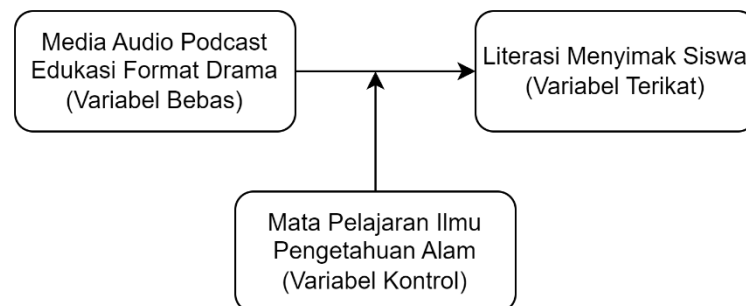 Media Audio Podcast
Edukasi Format Drama
(Variabel Bebas)
Literasi Menyimak Siswa
(Variabel Terikat)
Mata Pelajaran Ilmu
Pengetahuan Alam
(Variabel Kontrol)